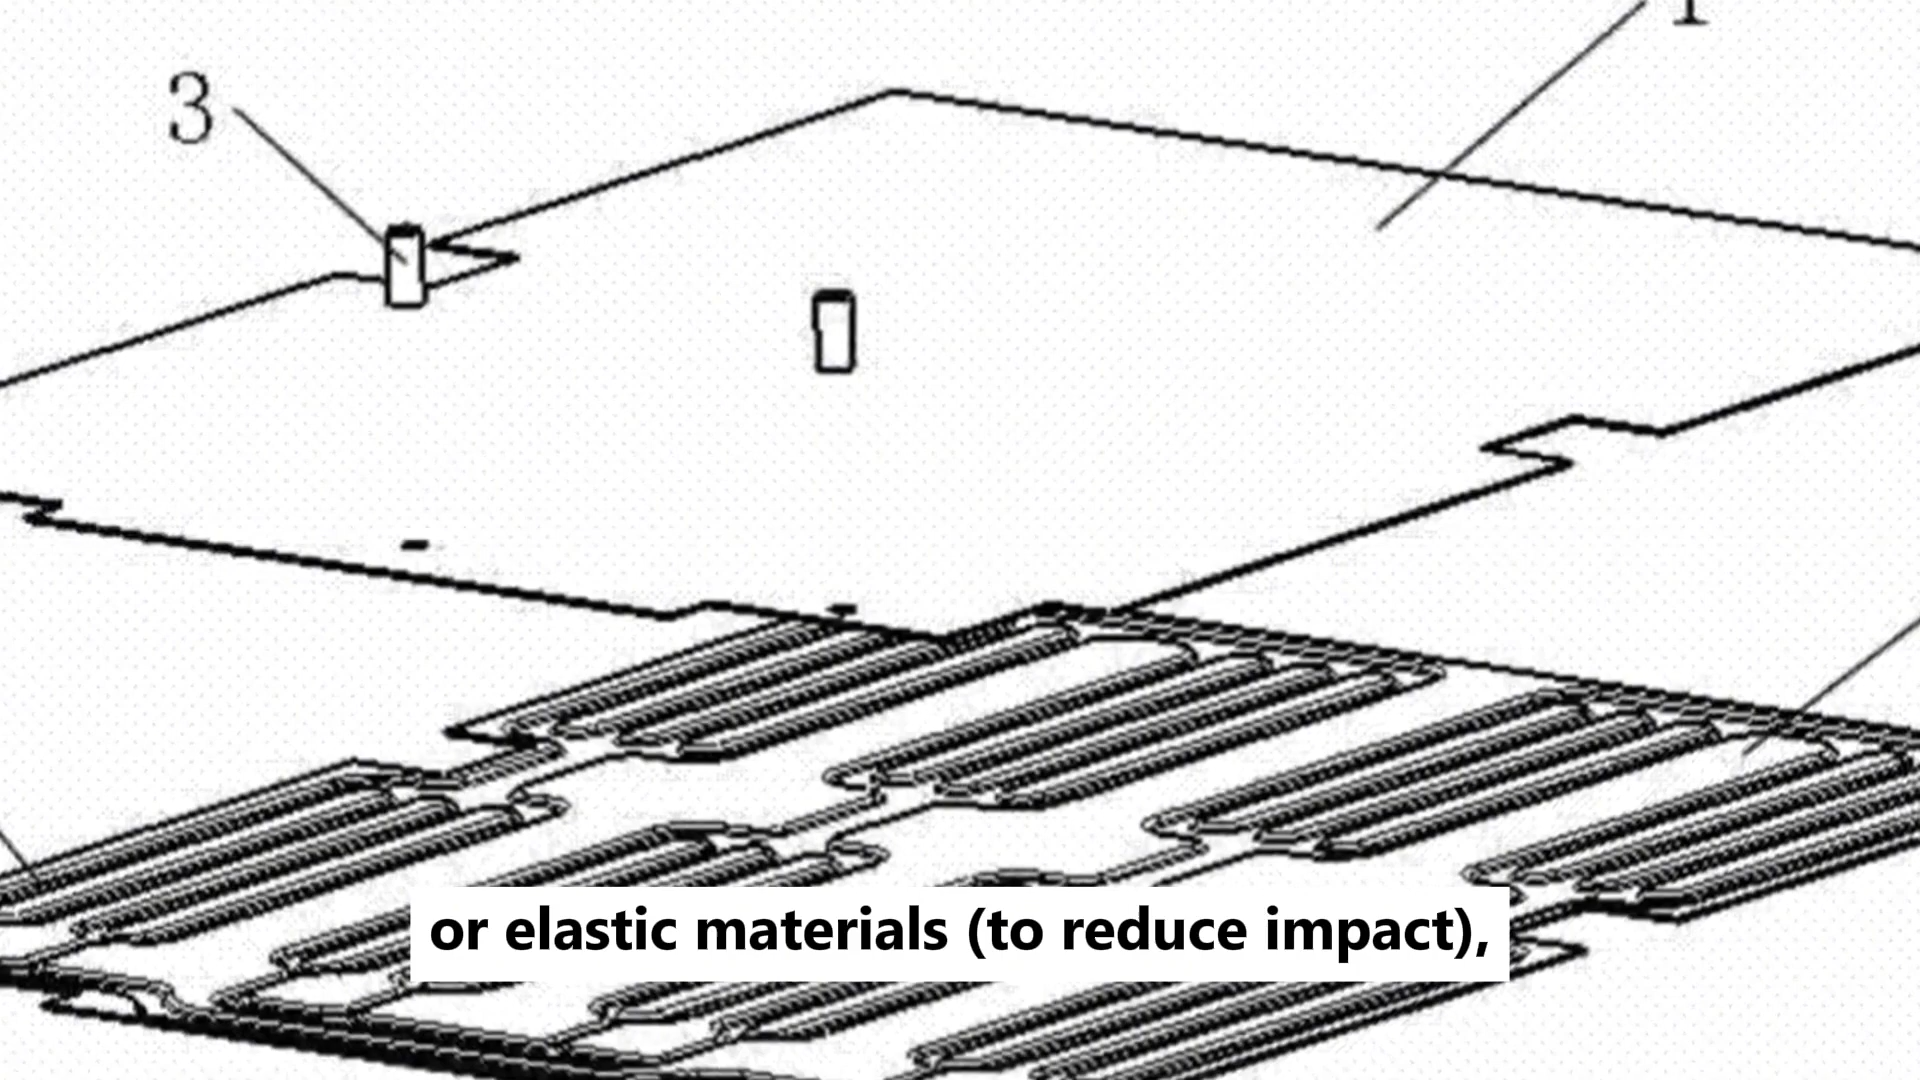 3
1
or elastic materials (to reduce impact),